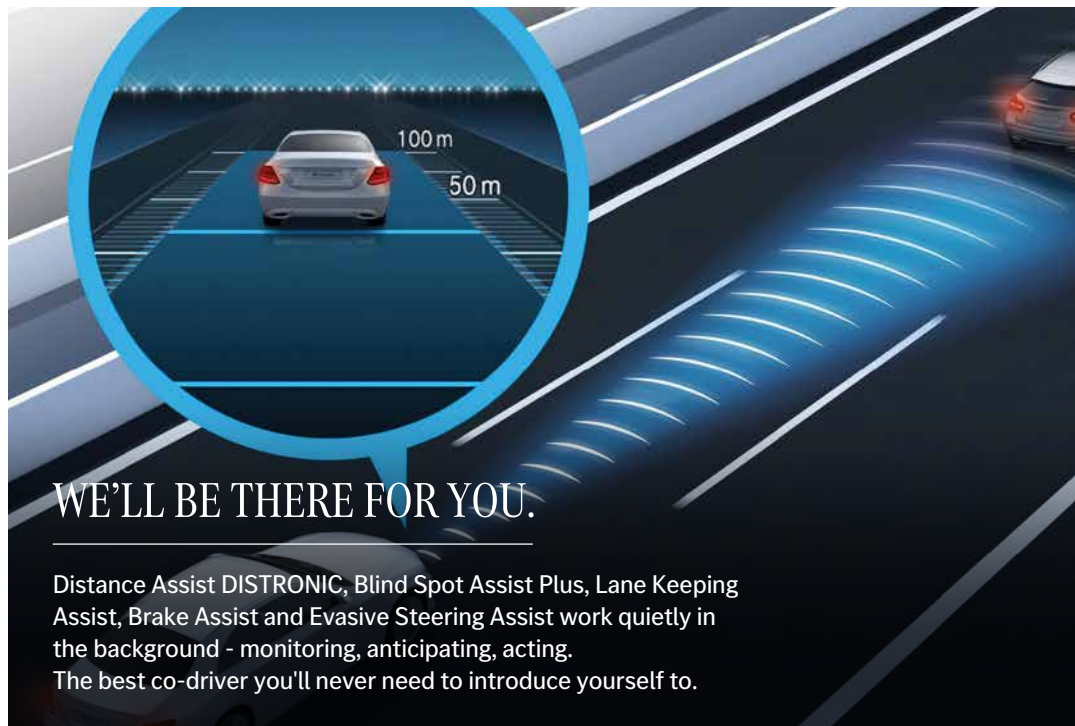 100 m
50 m
WE’LL BE THERE FOR YOU.
Distance Assist DISTRONIC, Blind Spot Assist Plus, Lane Keeping
Assist, Brake Assist and Evasive Steering Assist work quietly in
the background - monitoring, anticipating, acting.
The best co-driver you'll never need to introduce yourself to.